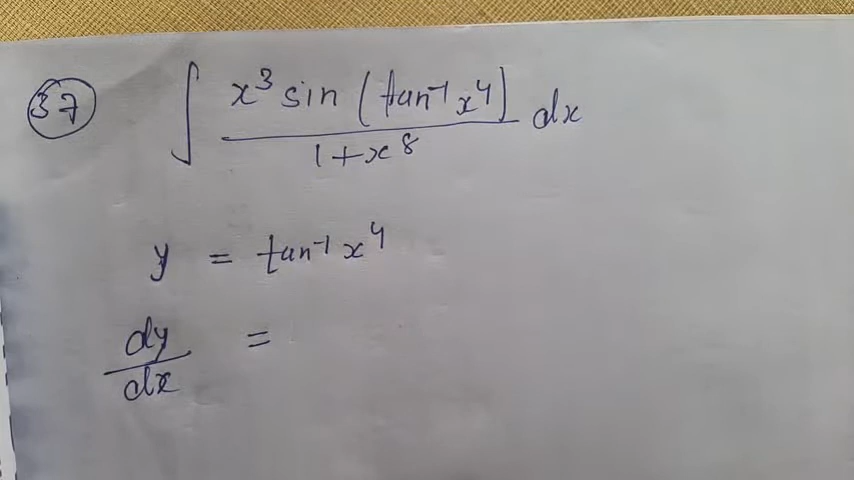 37 ∫ x³ sin (tan⁻¹ x⁴) / 1+x⁸ dx
y = tan⁻¹ x⁴
dy/dx =